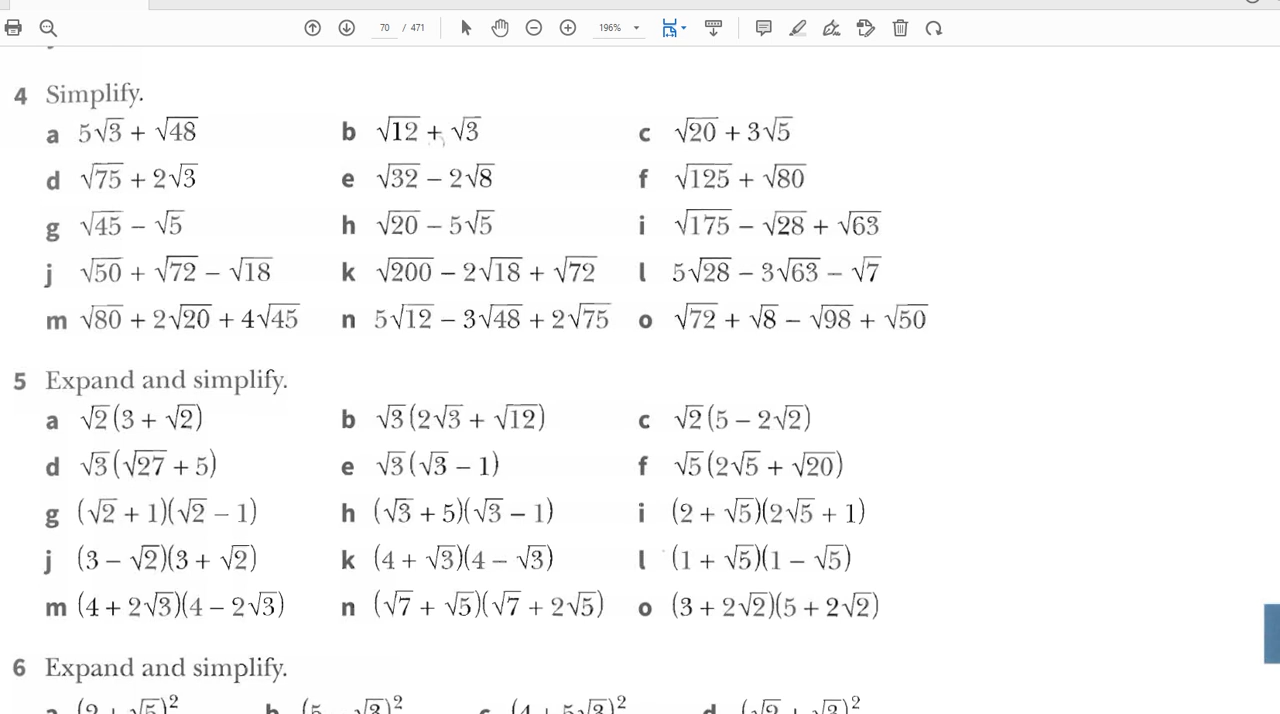 70 / 471 196%
4 Simplify.
a 5√3 + √48 b √12 + √3 c √20 + 3√5
d √75 + 2√3 e √32 − 2√8 f √125 + √80
g √45 − √5 h √20 − 5√5 i √175 − √28 + √63
j √50 + √72 − √18 k √200 − 2√18 + √72 l 5√28 − 3√63 − √7
m √80 + 2√20 + 4√45 n 5√12 − 3√48 + 2√75 o √72 + √8 − √98 + √50
5 Expand and simplify.
a √2(3 + √2) b √3(2√3 + √12) c √2(5 − 2√2)
d √3(√27 + 5) e √3(√3 − 1) f √5(2√5 + √20)
g (√2 + 1)(√2 − 1) h (√3 + 5)(√3 − 1) i (2 + √5)(2√5 + 1)
j (3 − √2)(3 + √2) k (4 + √3)(4 − √3) l (1 + √5)(1 − √5)
m (4 + 2√3)(4 − 2√3) n (√7 + √5)(√7 + 2√5) o (3 + 2√2)(5 + 2√2)
6 Expand and simplify.